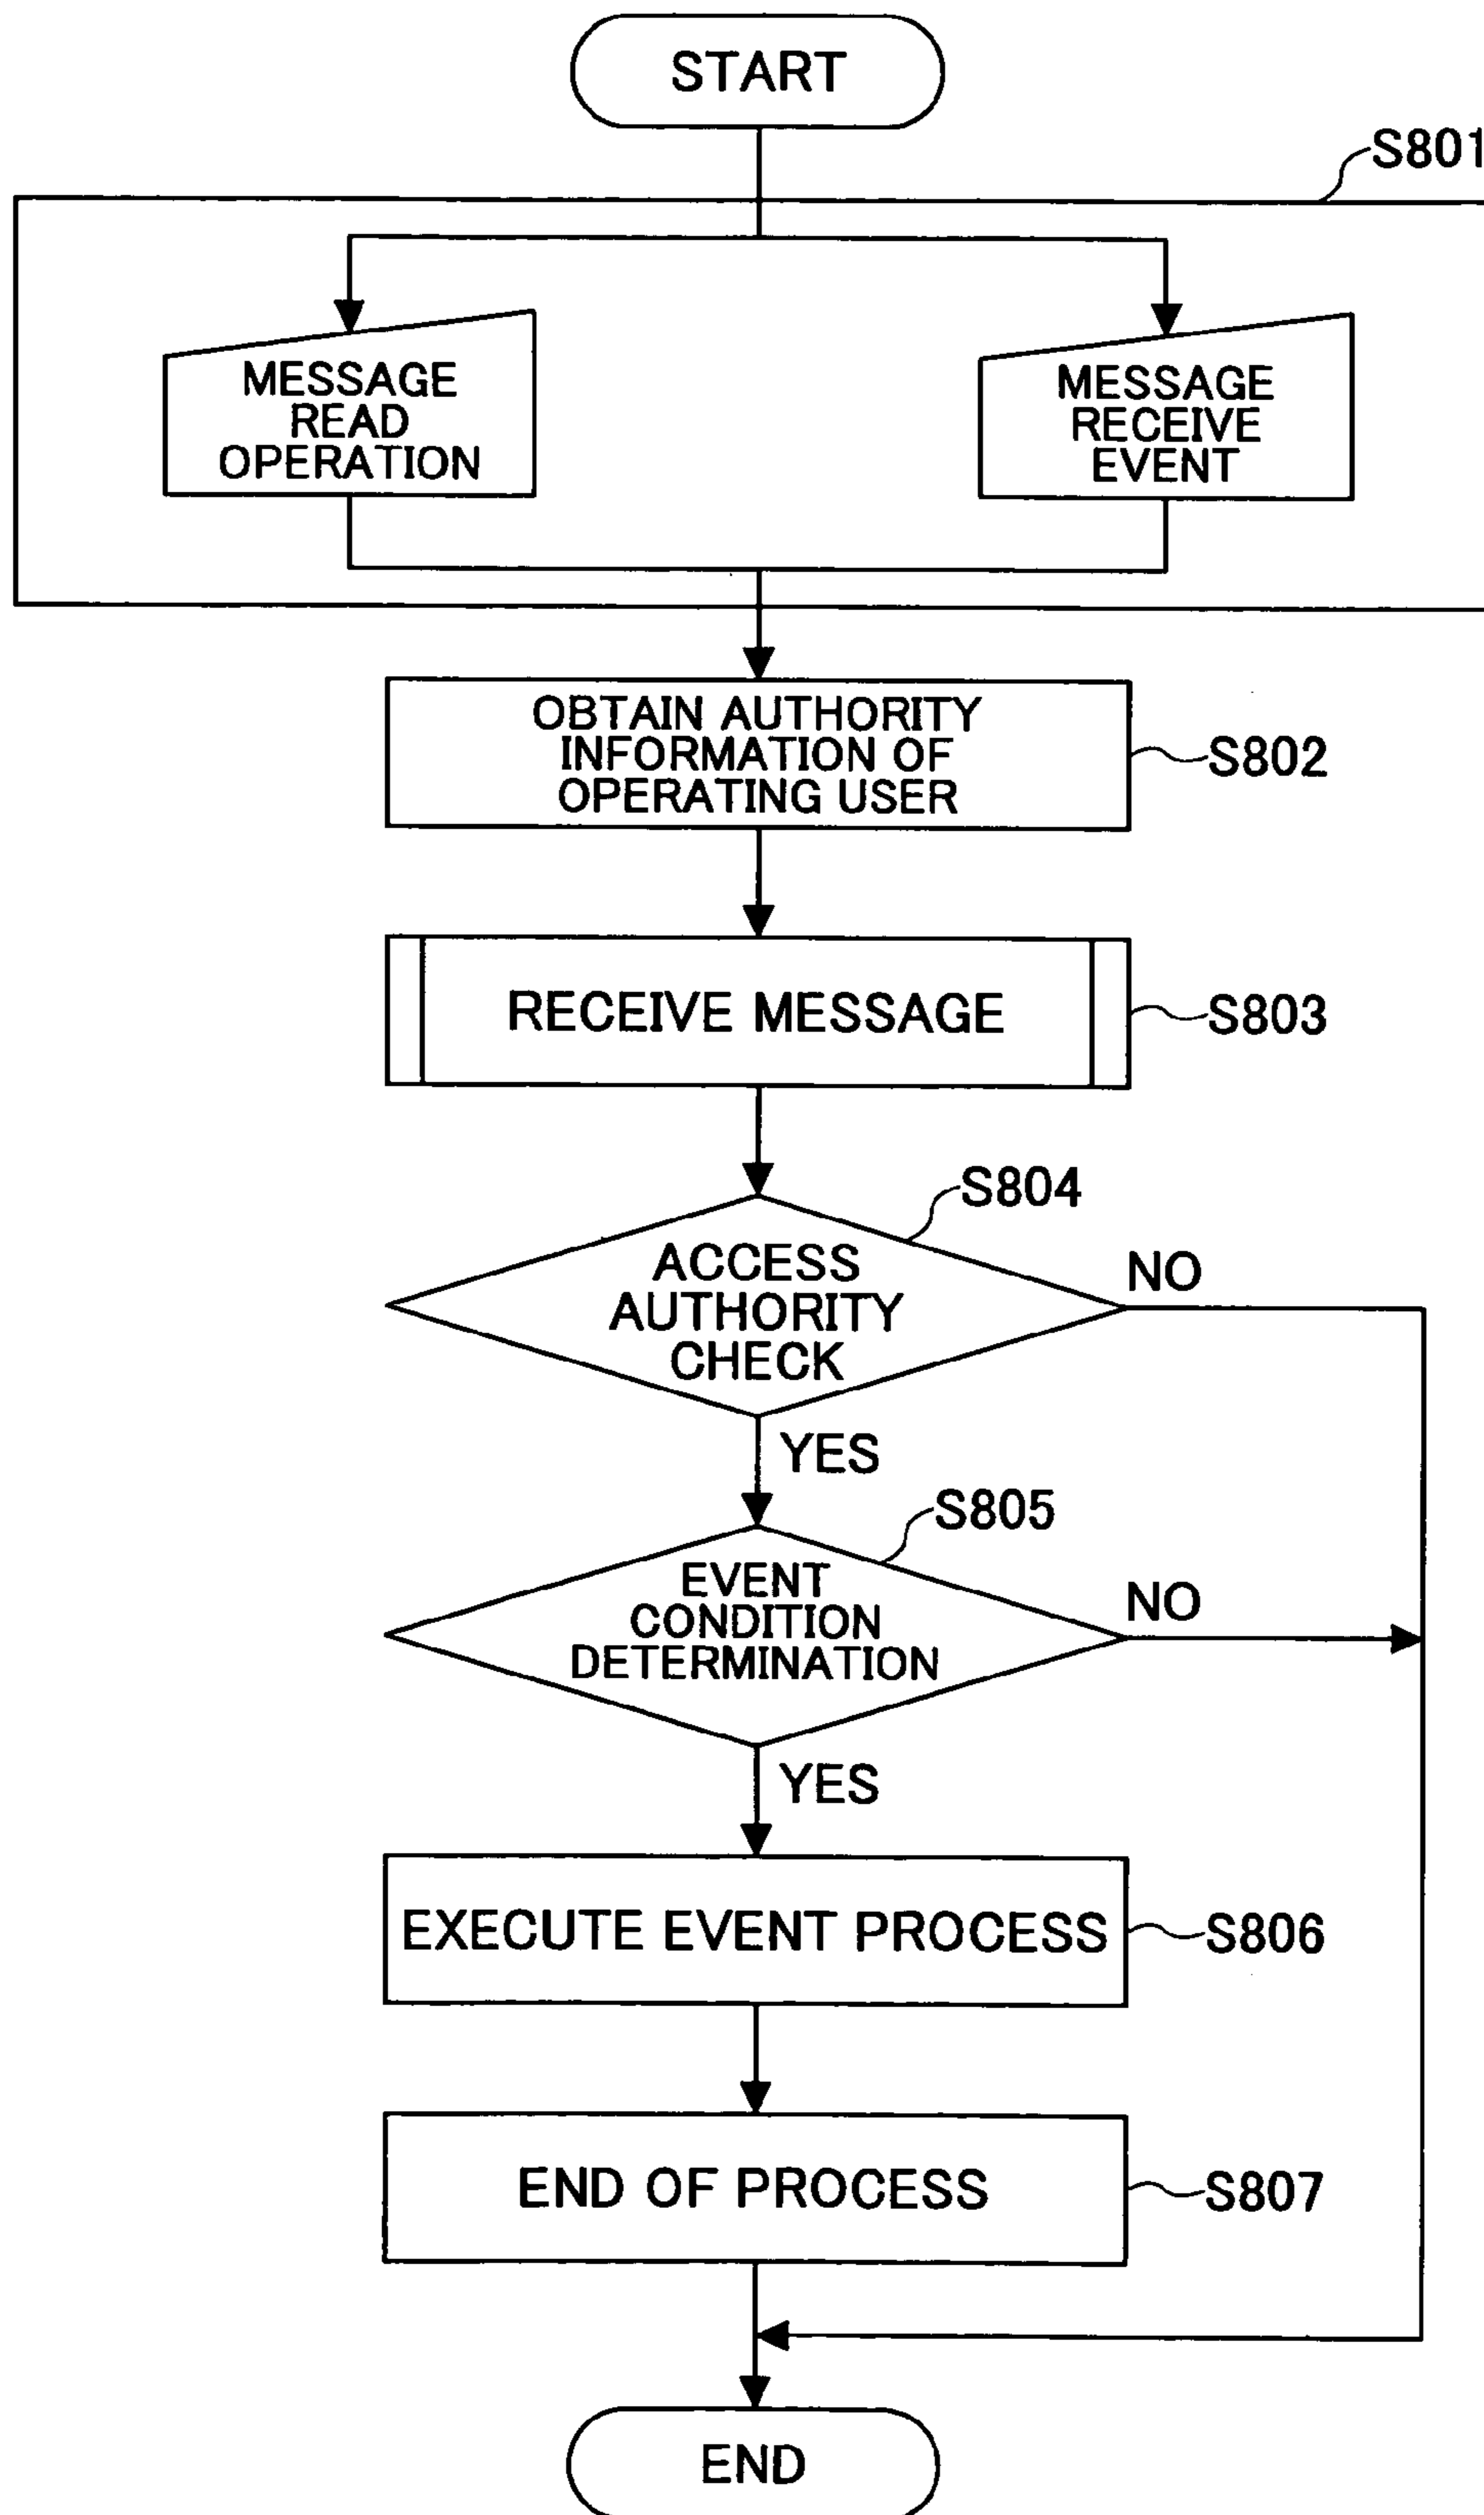 START
S801
MESSAGE
READ
OPERATION
MESSAGE
RECEIVE
EVENT
OBTAIN AUTHORITY
INFORMATION OF
OPERATING USER
S802
RECEIVE MESSAGE
S803
S804
ACCESS
AUTHORITY
CHECK
NO
YES
S805
EVENT
CONDITION
DETERMINATION
NO
YES
EXECUTE EVENT PROCESS
S806
END OF PROCESS
S807
END